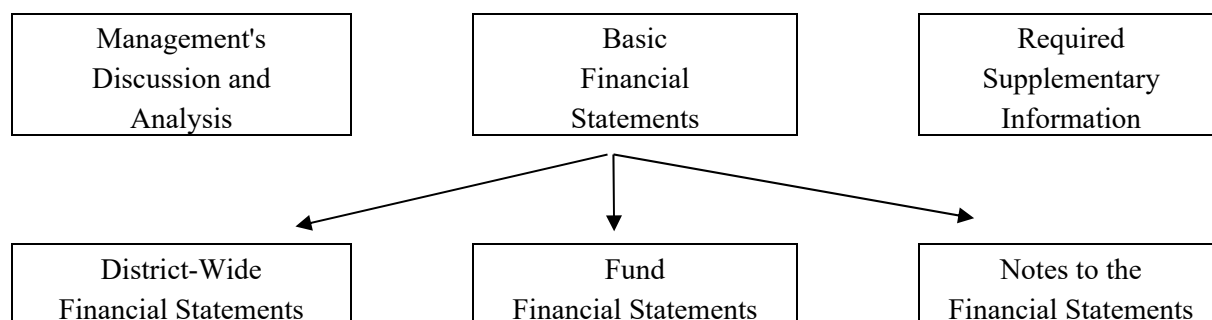 Management's
Discussion and
Analysis
Basic
Financial
Statements
Required
Supplementary
Information
District-Wide
Financial Statements
Fund
Financial Statements
Notes to the
Financial Statements